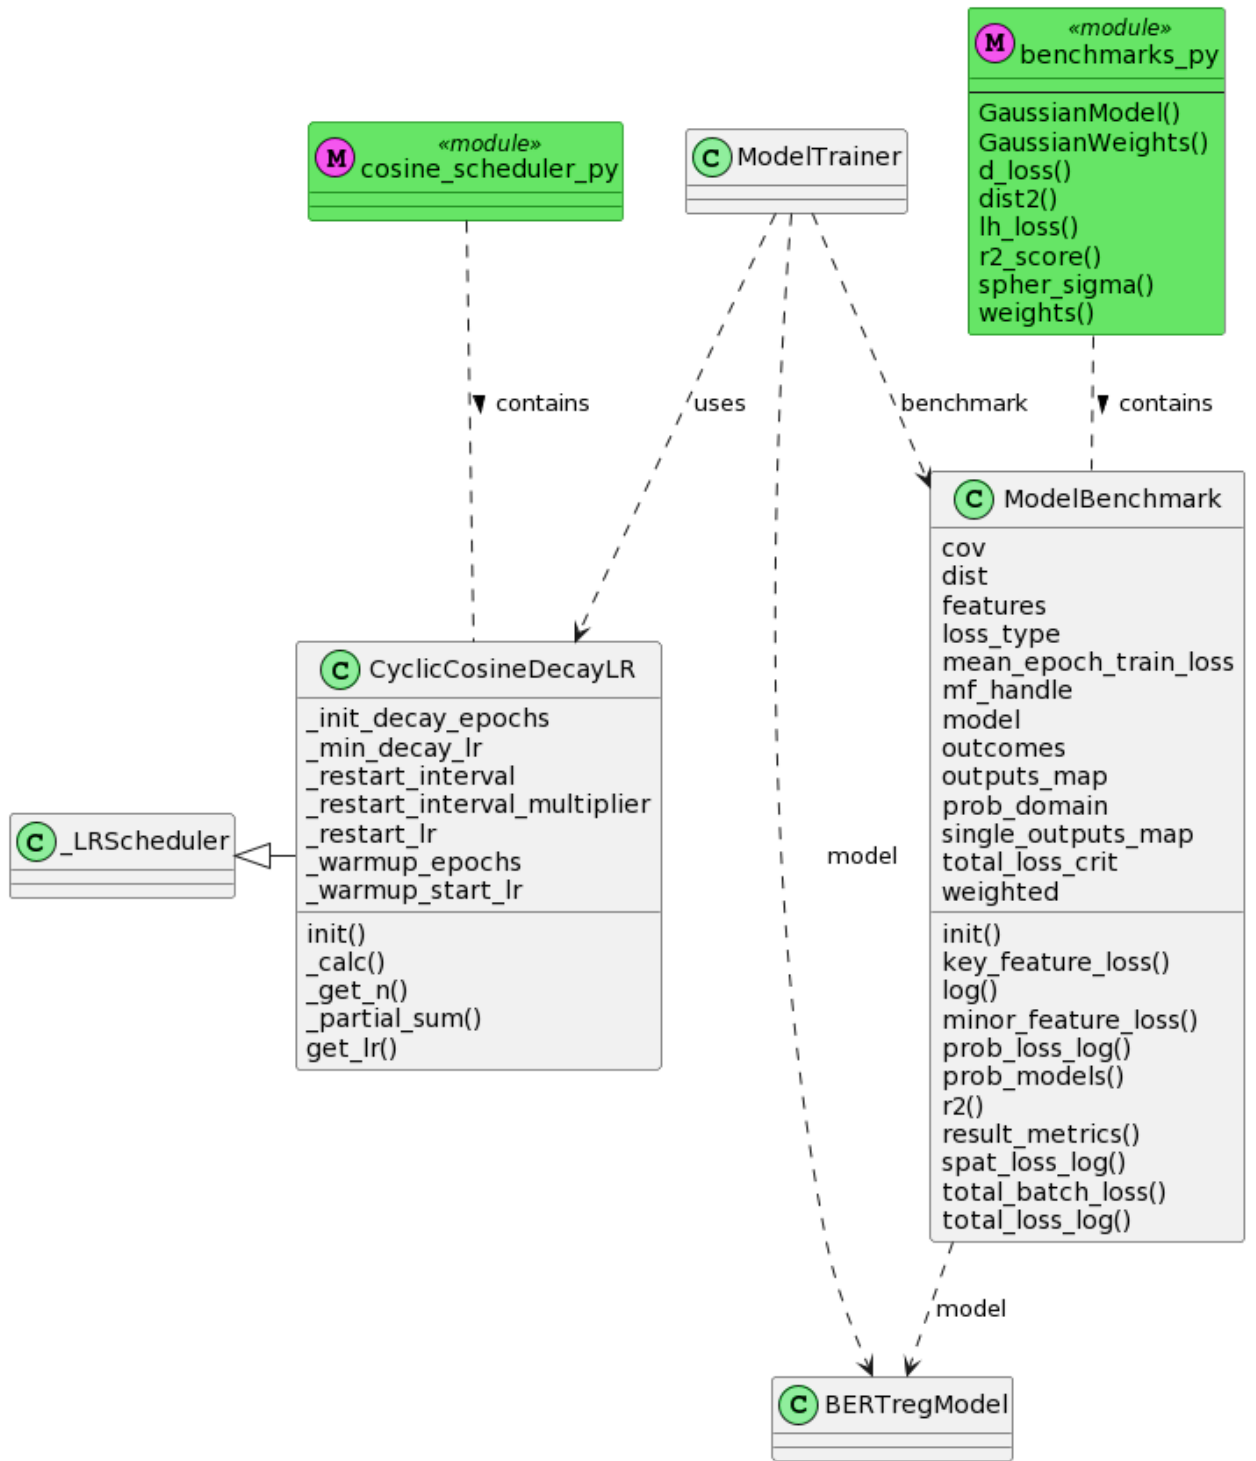 «module»
M benchmarks_py
GaussianModel()
GaussianWeights()
d_loss()
dist2()
lh_loss()
r2_score()
spher_sigma()
weights()
«module»
M cosine_scheduler_py
C ModelTrainer
contains
uses
benchmark
contains
C ModelBenchmark
cov
dist
features
loss_type
mean_epoch_train_loss
mf_handle
model
outcomes
outputs_map
prob_domain
single_outputs_map
total_loss_crit
weighted
init()
key_feature_loss()
log()
minor_feature_loss()
prob_loss_log()
prob_models()
r2()
result_metrics()
spat_loss_log()
total_batch_loss()
total_loss_log()
C CyclicCosineDecayLR
_init_decay_epochs
_min_decay_lr
_restart_interval
_restart_interval_multiplier
_restart_lr
_warmup_epochs
_warmup_start_lr
init()
_calc()
_get_n()
_partial_sum()
get_lr()
C _LRScheduler
model
model
C BERTregModel